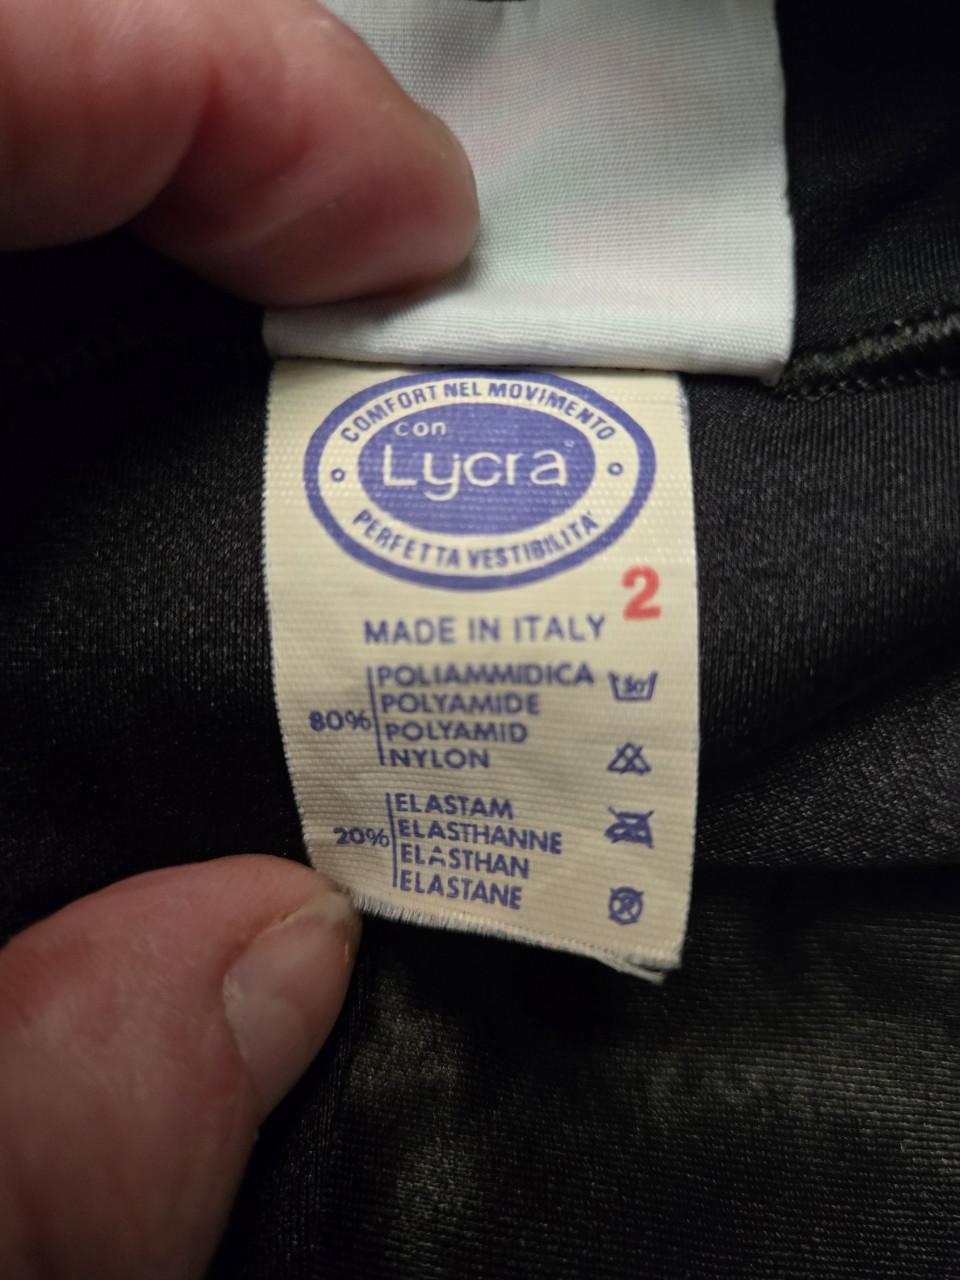 COMFORT NEL MOVIMENTO
con
Lycra®
PERFETTA VESTIBILITA'
2
MADE IN ITALY
80%
POLIAMMIDICA
POLYAMIDE
POLYAMID
NYLON
20%
ELASTAM
ELASTHANNE
ELASTHAN
ELASTANE